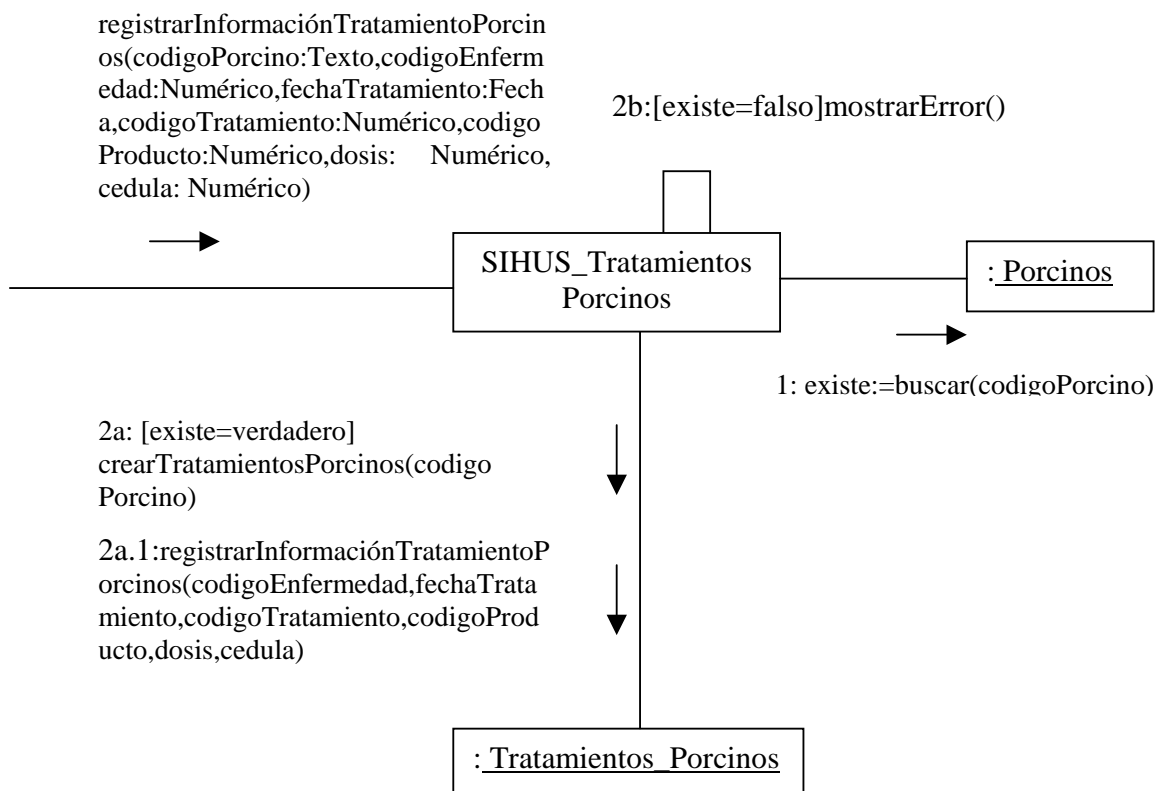 registrarInformaciónTratamientoPorcin
os(codigoPorcino:Texto,codigoEnferm
edad:Numérico,fechaTratamiento:Fech
a,codigoTratamiento:Numérico,codigo
Producto:Numérico,dosis: Numérico,
cedula: Numérico)
2b:[existe=falso]mostrarError()
SIHUS_Tratamientos
Porcinos
: Porcinos
1: existe:=buscar(codigoPorcino)
2a: [existe=verdadero]
crearTratamientosPorcinos(codigo
Porcino)
2a.1:registrarInformaciónTratamientoP
orcinos(codigoEnfermedad,fechaTrata
miento,codigoTratamiento,codigoProd
ucto,dosis,cedula)
: Tratamientos_Porcinos